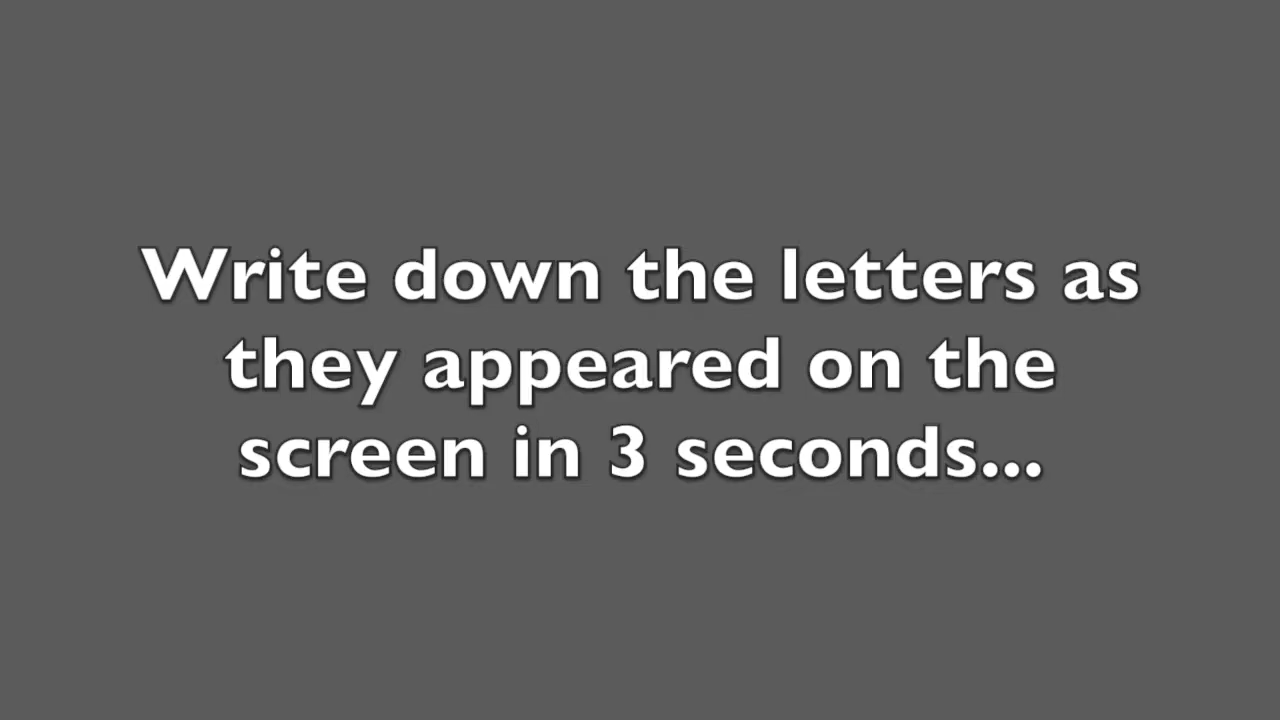 Write down the letters as
they appeared on the
screen in 3 seconds...